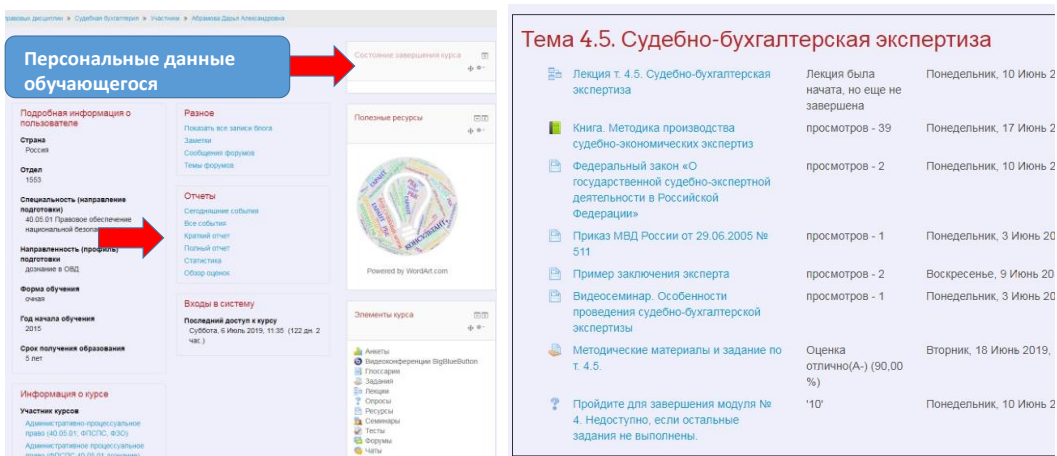 правовых дисциплин » Судебная бухгалтерия » Участники » Абрамова Дарья Александровна
Персональные данные
обучающегося
Состояние завершения курса
Подробная информация о
пользователе
Страна
Россия
Отдел
1553
Специальность (направление
подготовки)
40.05.01 Правовое обеспечение
национальной
Направленность (профиль)
подготовки
дознание в ОВД
Форма обучения
очная
Год начала обучения
2015
Срок получения образования
5 лет
Информация о курсе
Участник курсов
Административно-процессуальное
право (40.05.01, ФПСПС, ФЗО)
Административное процессуальное
право (ФПСПС 40.05.01 дознание)
Разное
Показать все записи блога
Заметки
Сообщения форумов
Темы форумов
Отчеты
Сегодняшние события
Все события
Краткий отчет
Полный отчет
Статистика
Обзор оценок
Входы в систему
Последний доступ к курсу
Суббота, 6 Июль 2019, 11:35 (122 дн. 2
час.)
Полезные ресурсы
ГАРАНТ
КОНСУЛЬТАНТ
Powered by WordArt.com
Элементы курса
Анкеты
Видеоконференции BigBlueButton
Глоссарии
Задания
Лекции
Опросы
Ресурсы
Семинары
Тесты
Форумы
Чаты
Тема 4.5. Судебно-бухгалтерская экспертиза
Лекция т. 4.5. Судебно-бухгалтерская Лекция была Понедельник, 10 Июнь 2
экспертиза начата, но еще не
завершена
Книга. Методика производства просмотров - 39 Понедельник, 17 Июнь 2
судебно-экономических экспертиз
Федеральный закон «О просмотров - 2 Понедельник, 10 Июнь 2
государственной судебно-экспертной
деятельности в Российской
Федерации»
Приказ МВД России от 29.06.2005 № просмотров - 1 Понедельник, 3 Июнь 20
511
Пример заключения эксперта просмотров - 2 Воскресенье, 9 Июнь 20
Видеосеминар. Особенности просмотров - 1 Понедельник, 3 Июнь 20
проведения судебно-бухгалтерской
экспертизы
Методические материалы и задание по Оценка Вторник, 18 Июнь 2019,
т. 4.5. отлично(А-) (90,00
%)
Пройдите для завершения модуля № '10' Понедельник, 10 Июнь 2
4. Недоступно, если остальные
задания не выполнены.